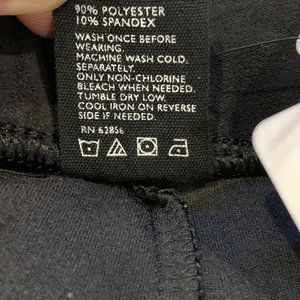 90% POLYESTER
10% SPANDEX
WASH ONCE BEFORE
WEARING.
MACHINE WASH COLD.
SEPARATELY.
ONLY NON-CHLORINE
BLEACH WHEN NEEDED.
TUMBLE DRY LOW.
COOL IRON ON REVERSE
SIDE IF NEEDED.
RN 62856